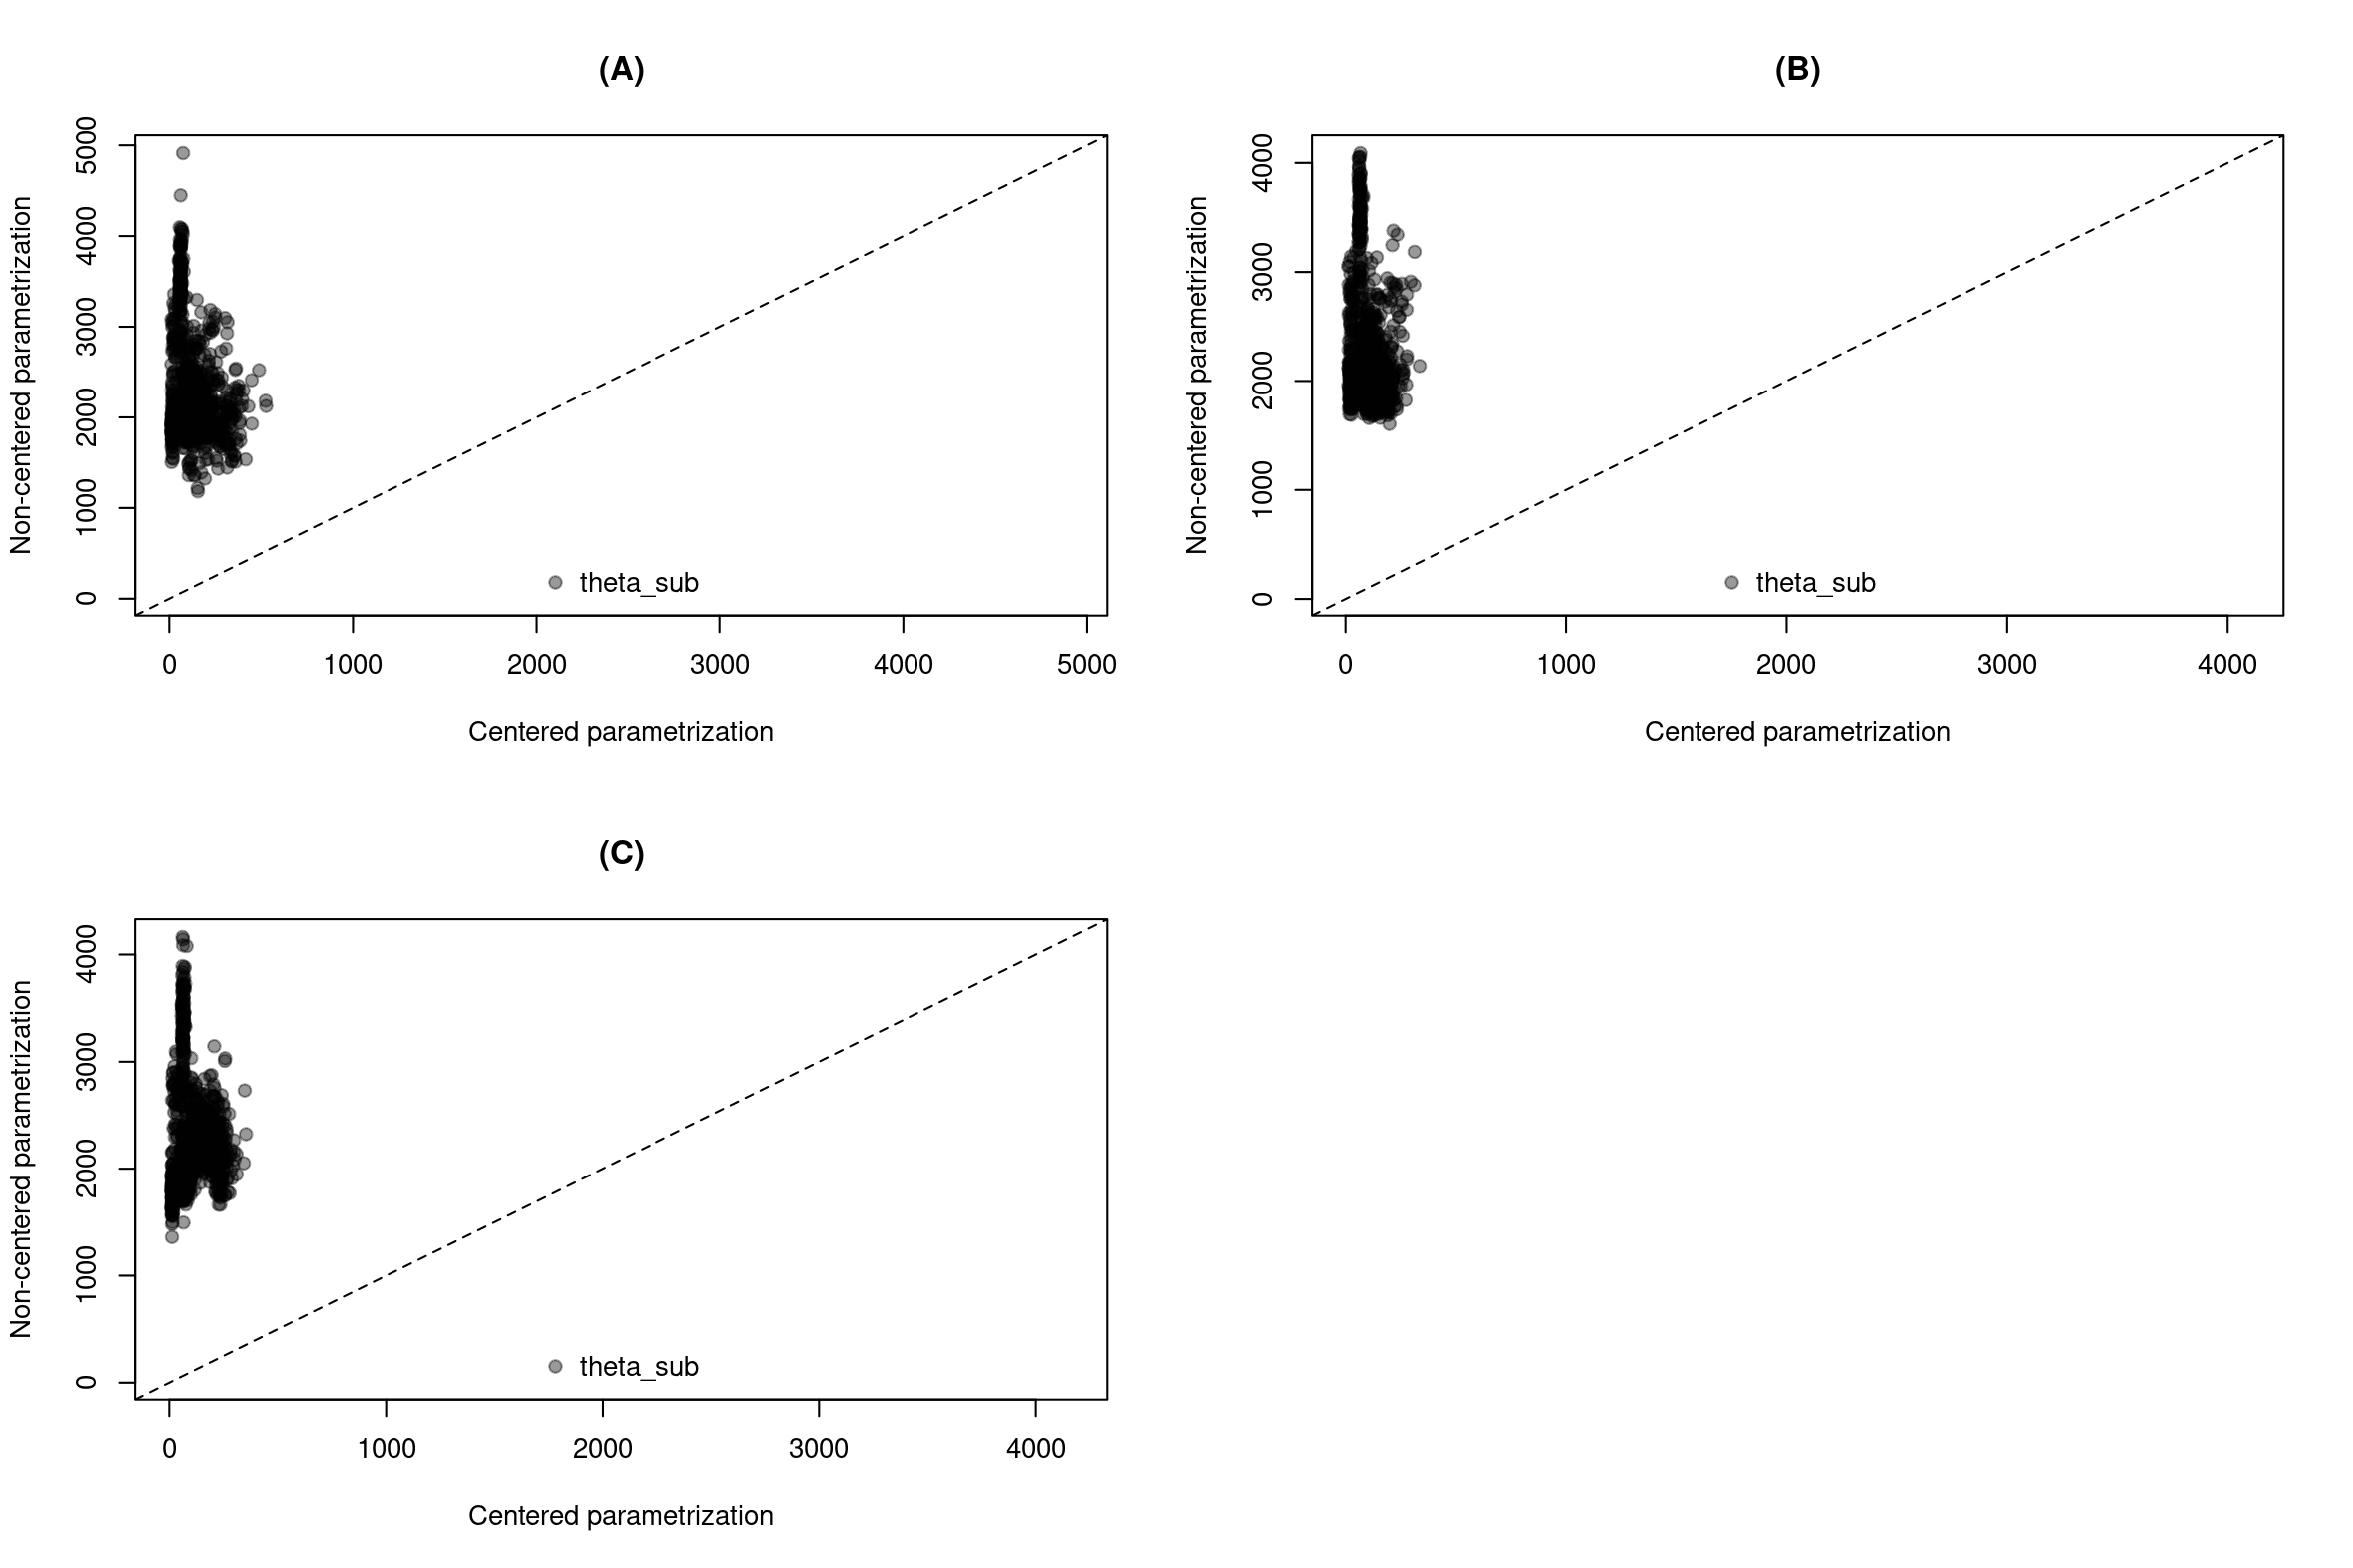 (A)
Non-centered parametrization
5000
4000
3000
2000
1000
0
theta_sub
0 1000 2000 3000 4000 5000
Centered parametrization
(B)
Non-centered parametrization
4000
3000
2000
1000
0
theta_sub
0 1000 2000 3000 4000
Centered parametrization
(C)
Non-centered parametrization
4000
3000
2000
1000
0
theta_sub
0 1000 2000 3000 4000
Centered parametrization